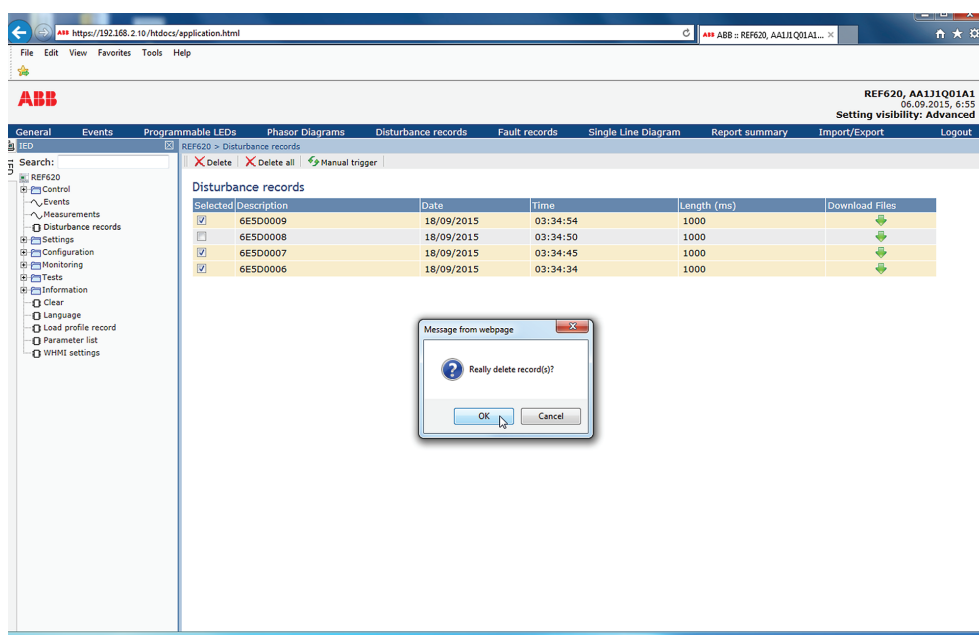 https://192.168.2.10/htdocs/application.html
ABB :: REF620, AA1J1Q01A1...
File Edit View Favorites Tools Help
ABB
REF620, AA1J1Q01A1
06.09.2015, 6:55
Setting visibility: Advanced
General Events Programmable LEDs Phasor Diagrams Disturbance records Fault records Single Line Diagram Report summary Import/Export Logout
IED
REF620 > Disturbance records
Search:
Delete Delete all Manual trigger
REF620
Control
Events
Measurements
Disturbance records
Settings
Configuration
Monitoring
Tests
Information
Clear
Language
Load profile record
Parameter list
WHMI settings
Disturbance records
Selected Description Date Time Length (ms) Download Files
6E5D0009 18/09/2015 03:34:54 1000
6E5D0008 18/09/2015 03:34:50 1000
6E5D0007 18/09/2015 03:34:45 1000
6E5D0006 18/09/2015 03:34:34 1000
Message from webpage
Really delete record(s)?
OK Cancel